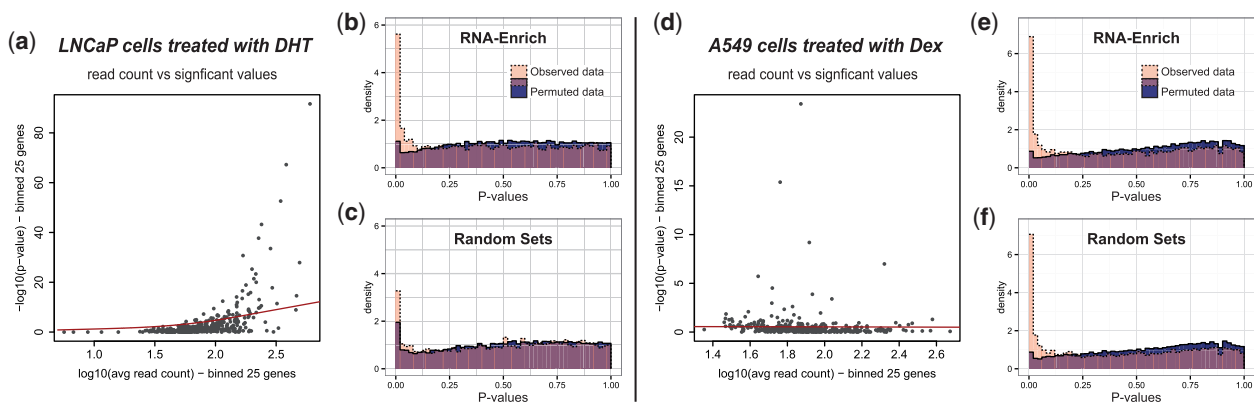 (a)
LNCaP cells treated with DHT
read count vs signficant values
−log10(p−value) − binned 25 genes
80
60
40
20
0
1.0 1.5 2.0 2.5
log10(avg read count) − binned 25 genes
(b)
RNA-Enrich
Observed data
Permuted data
density
6
4
2
0
0.00 0.25 0.50 0.75 1.00
P-values
(c)
Random Sets
density
6
4
2
0
0.00 0.25 0.50 0.75 1.00
P-values
(d)
A549 cells treated with Dex
read count vs signficant values
−log10(p−value) − binned 25 genes
20
15
10
5
0
1.4 1.6 1.8 2.0 2.2 2.4 2.6
log10(avg read count) − binned 25 genes
(e)
RNA-Enrich
Observed data
Permuted data
density
6
4
2
0
0.00 0.25 0.50 0.75 1.00
P-values
(f)
Random Sets
density
6
4
2
0
0.00 0.25 0.50 0.75 1.00
P-values